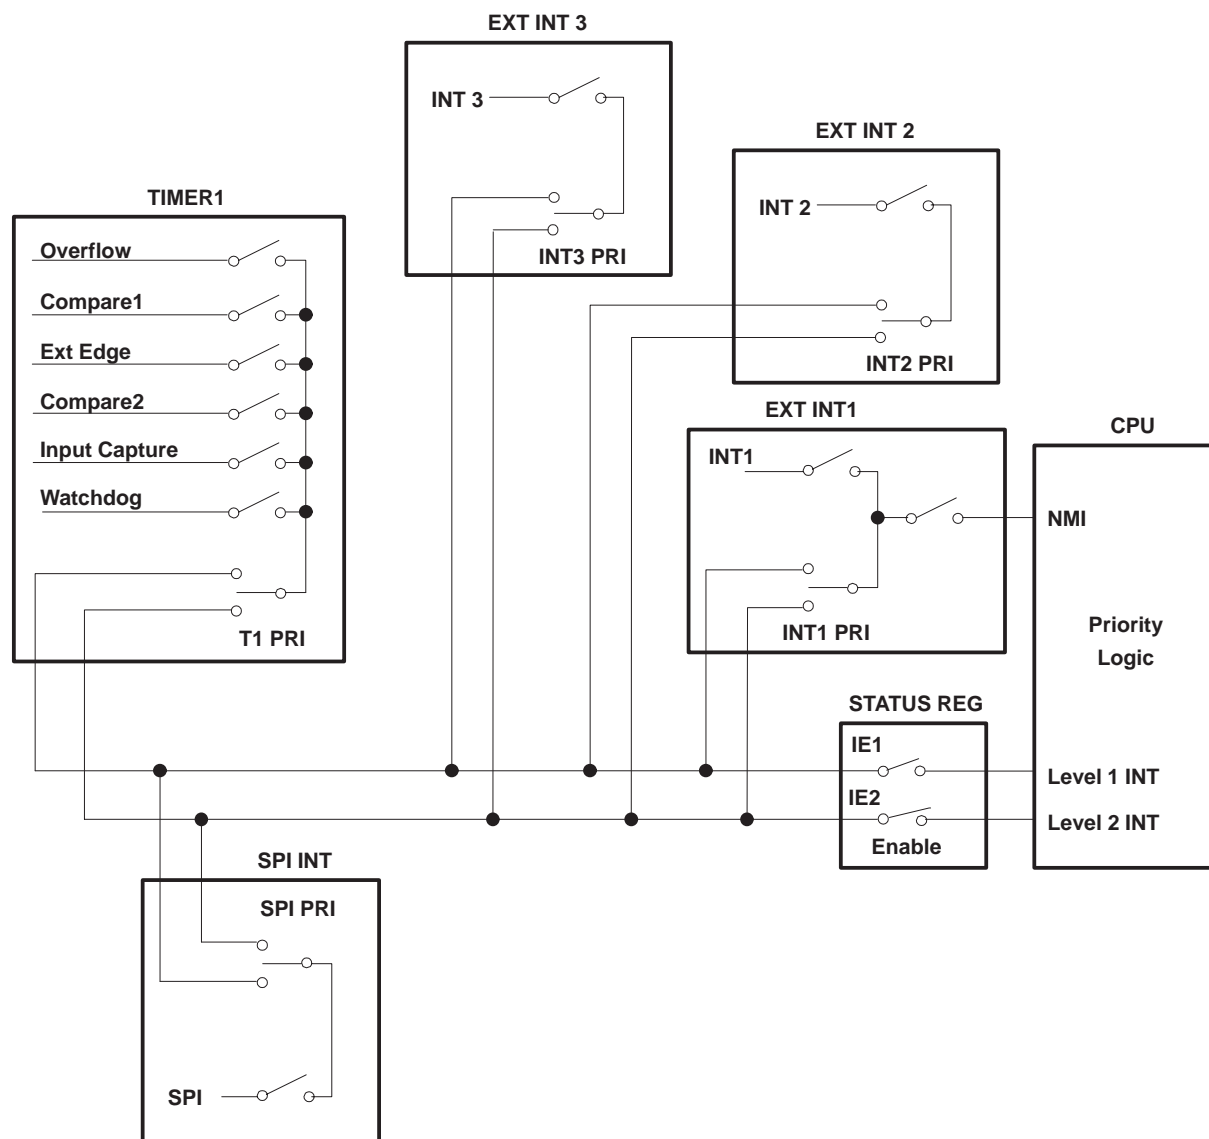 EXT INT 3
INT 3
INT3 PRI
EXT INT 2
INT 2
INT2 PRI
TIMER1
Overflow
Compare1
Ext Edge
Compare2
Input Capture
Watchdog
T1 PRI
EXT INT1
INT1
INT1 PRI
CPU
NMI
Priority
Logic
Level 1 INT
Level 2 INT
STATUS REG
IE1
IE2
Enable
SPI INT
SPI PRI
SPI